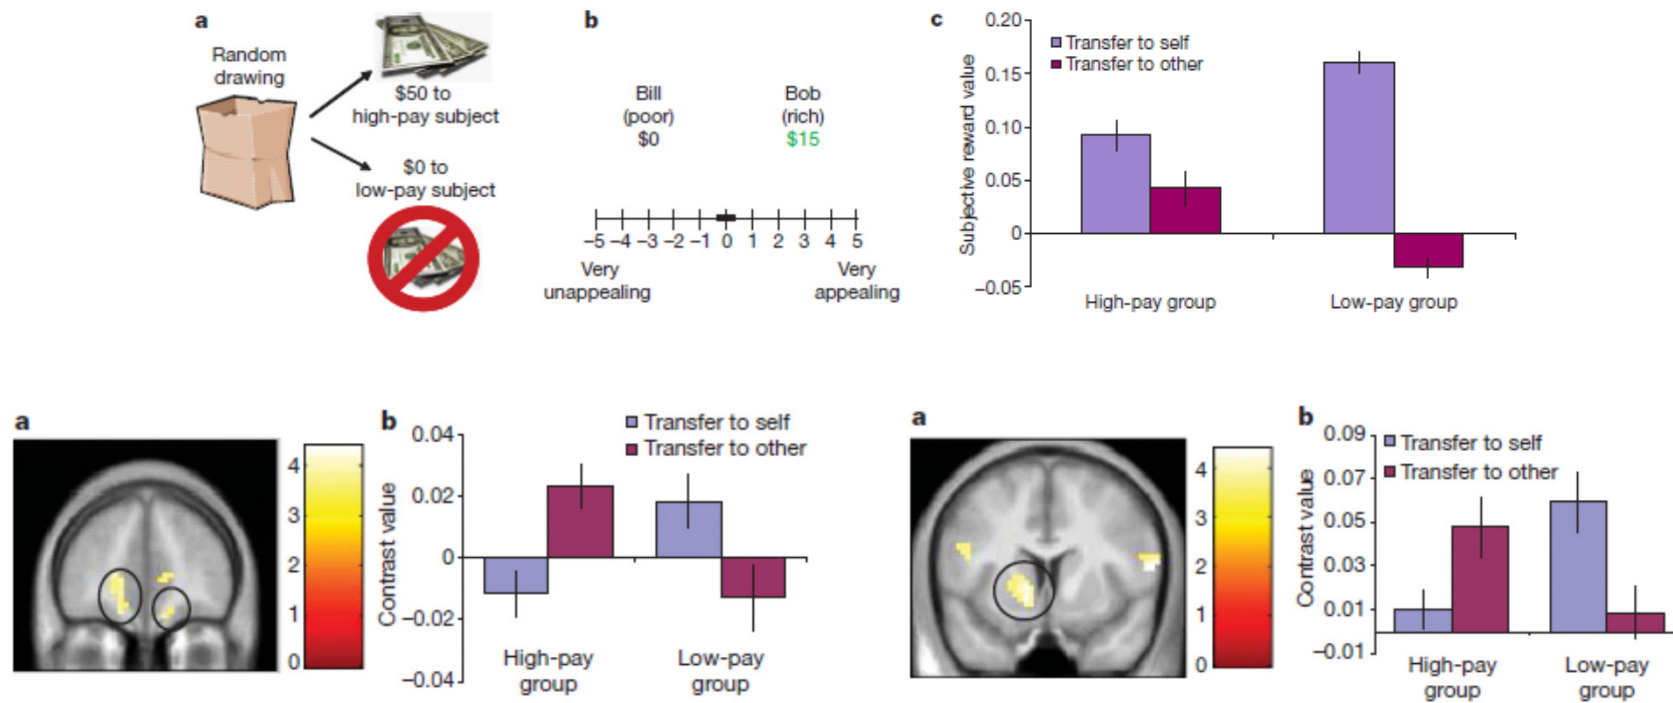 a
Random
drawing
$50 to
high-pay subject
$0 to
low-pay subject
b
Bill
(poor)
$0
Bob
(rich)
$15
−5 −4 −3 −2 −1 0 1 2 3 4 5
Very
unappealing
Very
appealing
c
Subjective reward value
0.20
0.15
0.10
0.05
0
−0.05
Transfer to self
Transfer to other
High-pay group
Low-pay group
a
4
3
2
1
0
b
Contrast value
0.04
0.02
0
−0.02
−0.04
Transfer to self
Transfer to other
High-pay
group
Low-pay
group
a
4
3
2
1
0
b
Contrast value
0.09
0.07
0.05
0.03
0.01
−0.01
Transfer to self
Transfer to other
High-pay
group
Low-pay
group